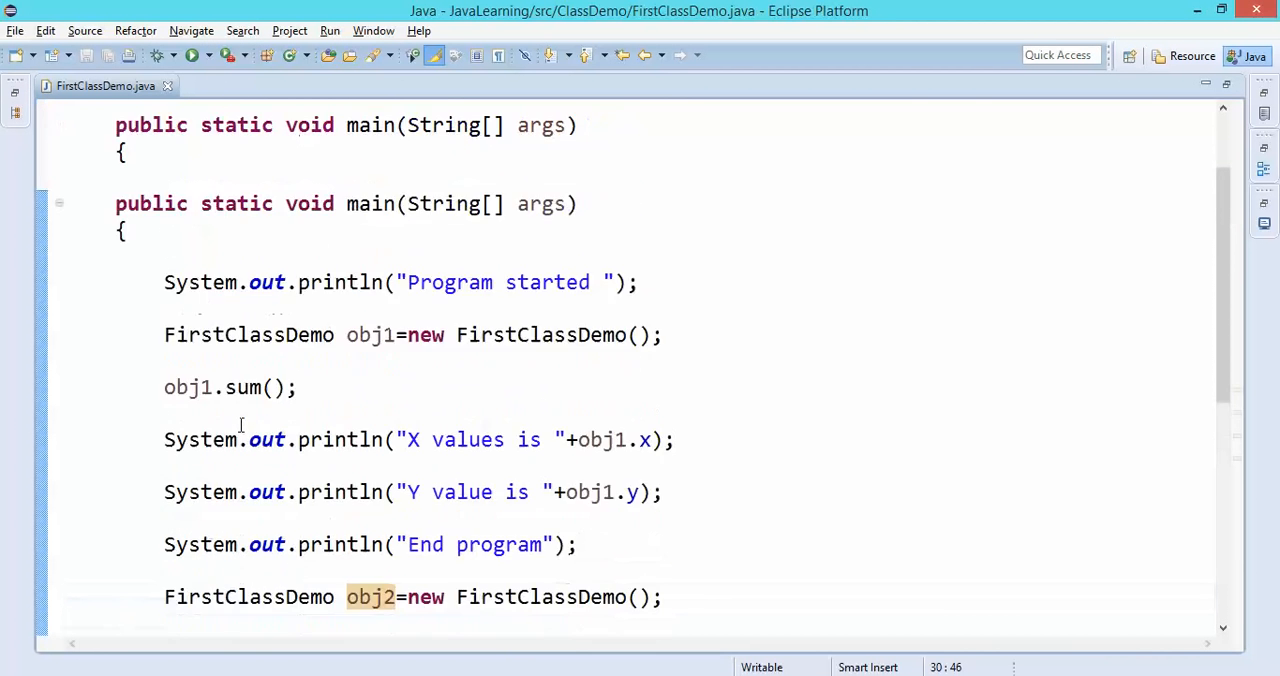 Java - JavaLearning/src/ClassDemo/FirstClassDemo.java - Eclipse Platform
File Edit Source Refactor Navigate Search Project Run Window Help
Quick Access Resource Java
FirstClassDemo.java
public static void main(String[] args)
{
public static void main(String[] args)
{
System.out.println("Program started ");
FirstClassDemo obj1=new FirstClassDemo();
obj1.sum();
System.out.println("X values is "+obj1.x);
System.out.println("Y value is "+obj1.y);
System.out.println("End program");
FirstClassDemo obj2=new FirstClassDemo();
Writable Smart Insert 30 : 46